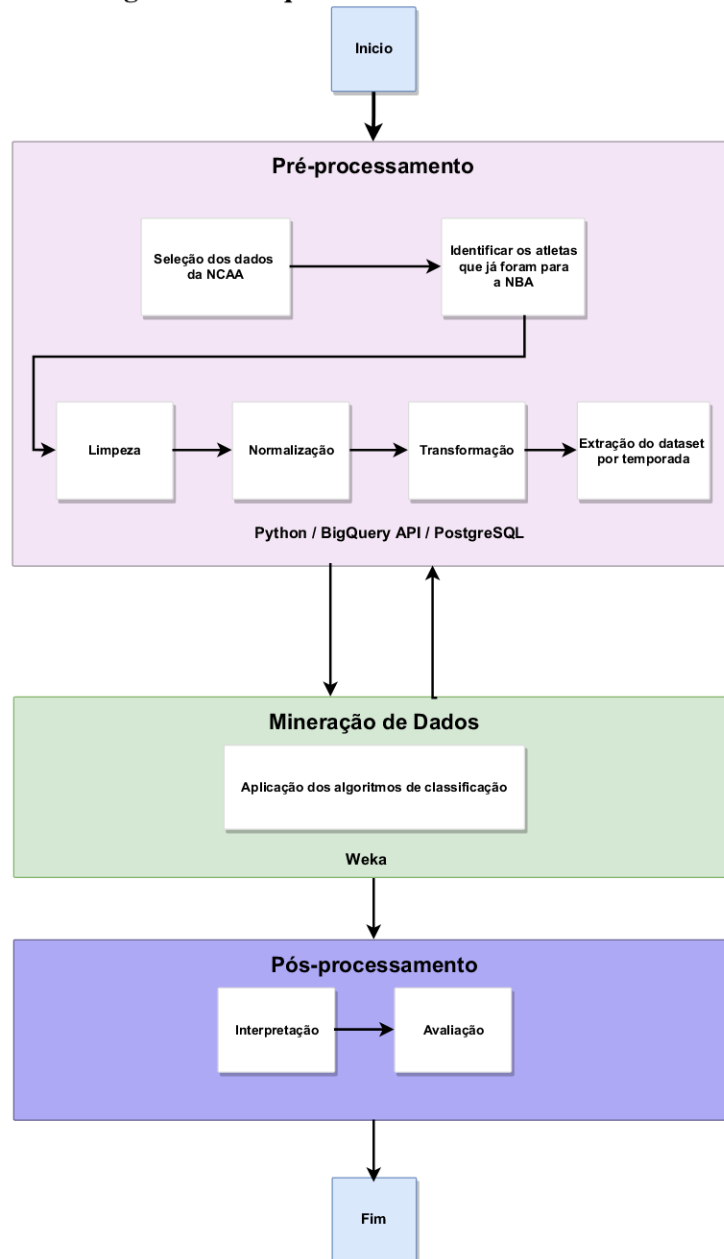 Inicio
Pré-processamento
Seleção dos dados
da NCAA
Identificar os atletas
que já foram para
a NBA
Limpeza
Normalização
Transformação
Extração do dataset
por temporada
Python / BigQuery API / PostgreSQL
Mineração de Dados
Aplicação dos algoritmos de classificação
Weka
Pós-processamento
Interpretação
Avaliação
Fim